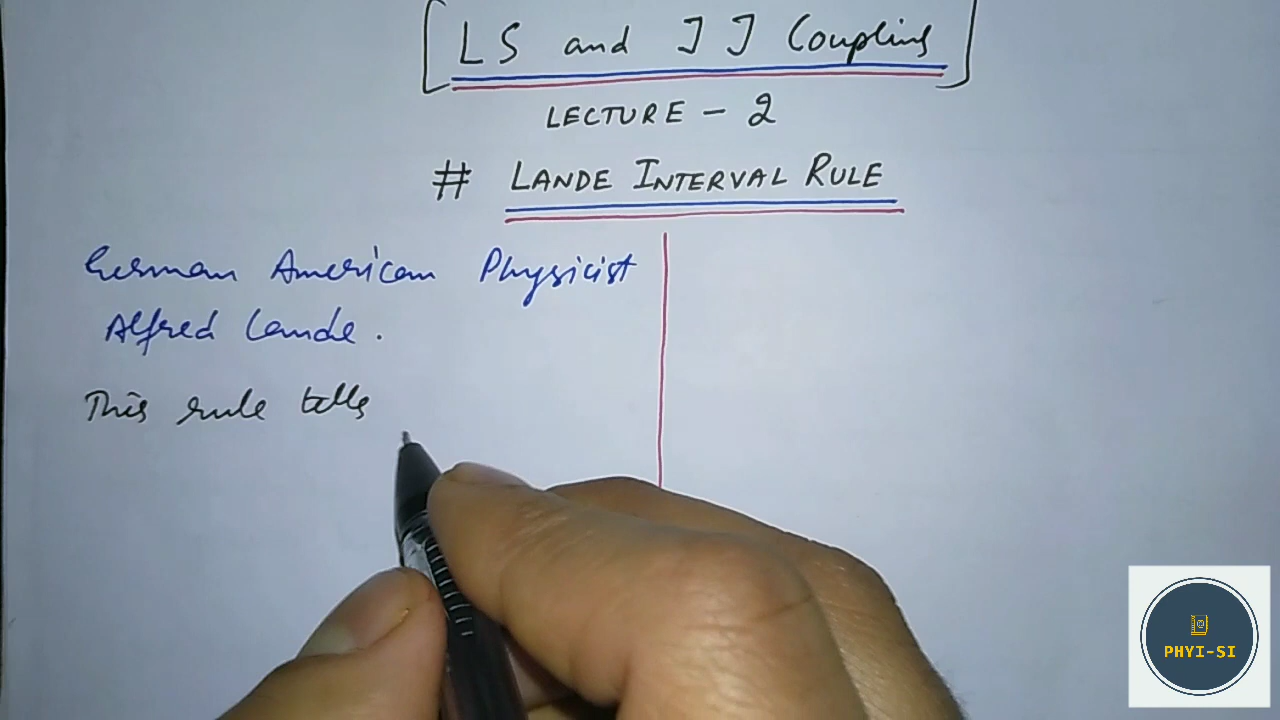 LS and JJ Coupling
LECTURE - 2
# LANDE INTERVAL RULE
German American Physicist
Alfred Lande.
This rule tells
PHYI-SI